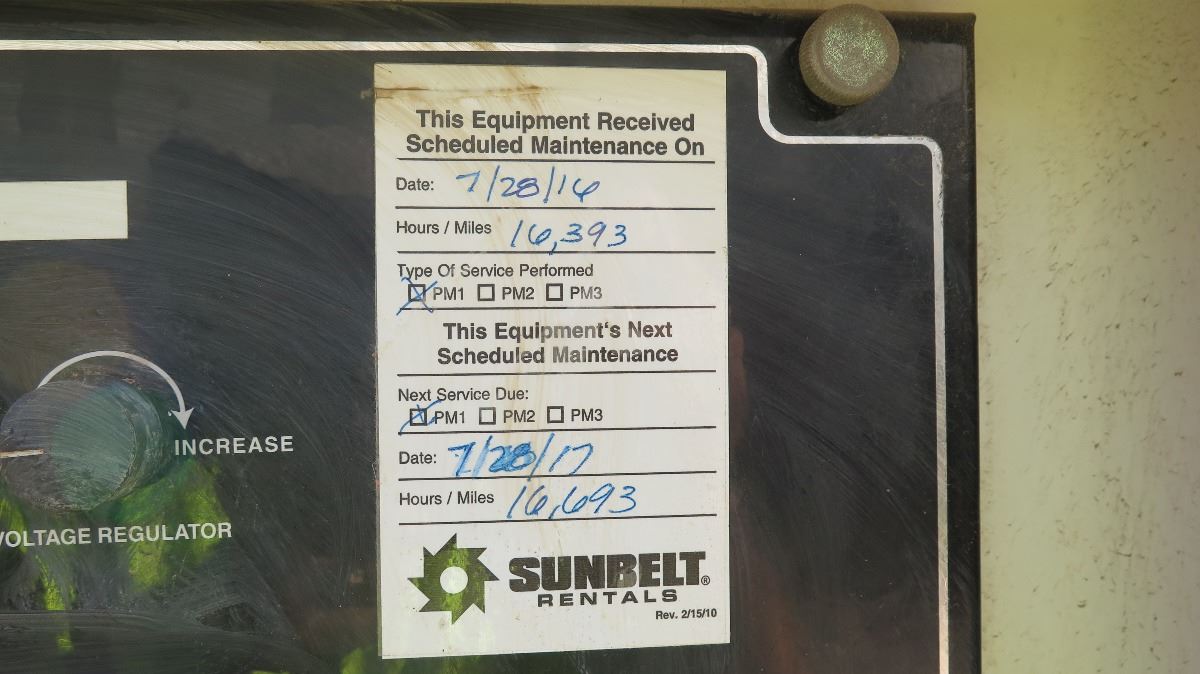 This Equipment Received
Scheduled Maintenance On
Date: 7/28/16
Hours / Miles 16,393
Type Of Service Performed
PM1 PM2 PM3
This Equipment's Next
Scheduled Maintenance
Next Service Due:
PM1 PM2 PM3
Date: 7/28/17
Hours / Miles 16,693
SUNBELT®
RENTALS
Rev. 2/15/10
INCREASE
VOLTAGE REGULATOR